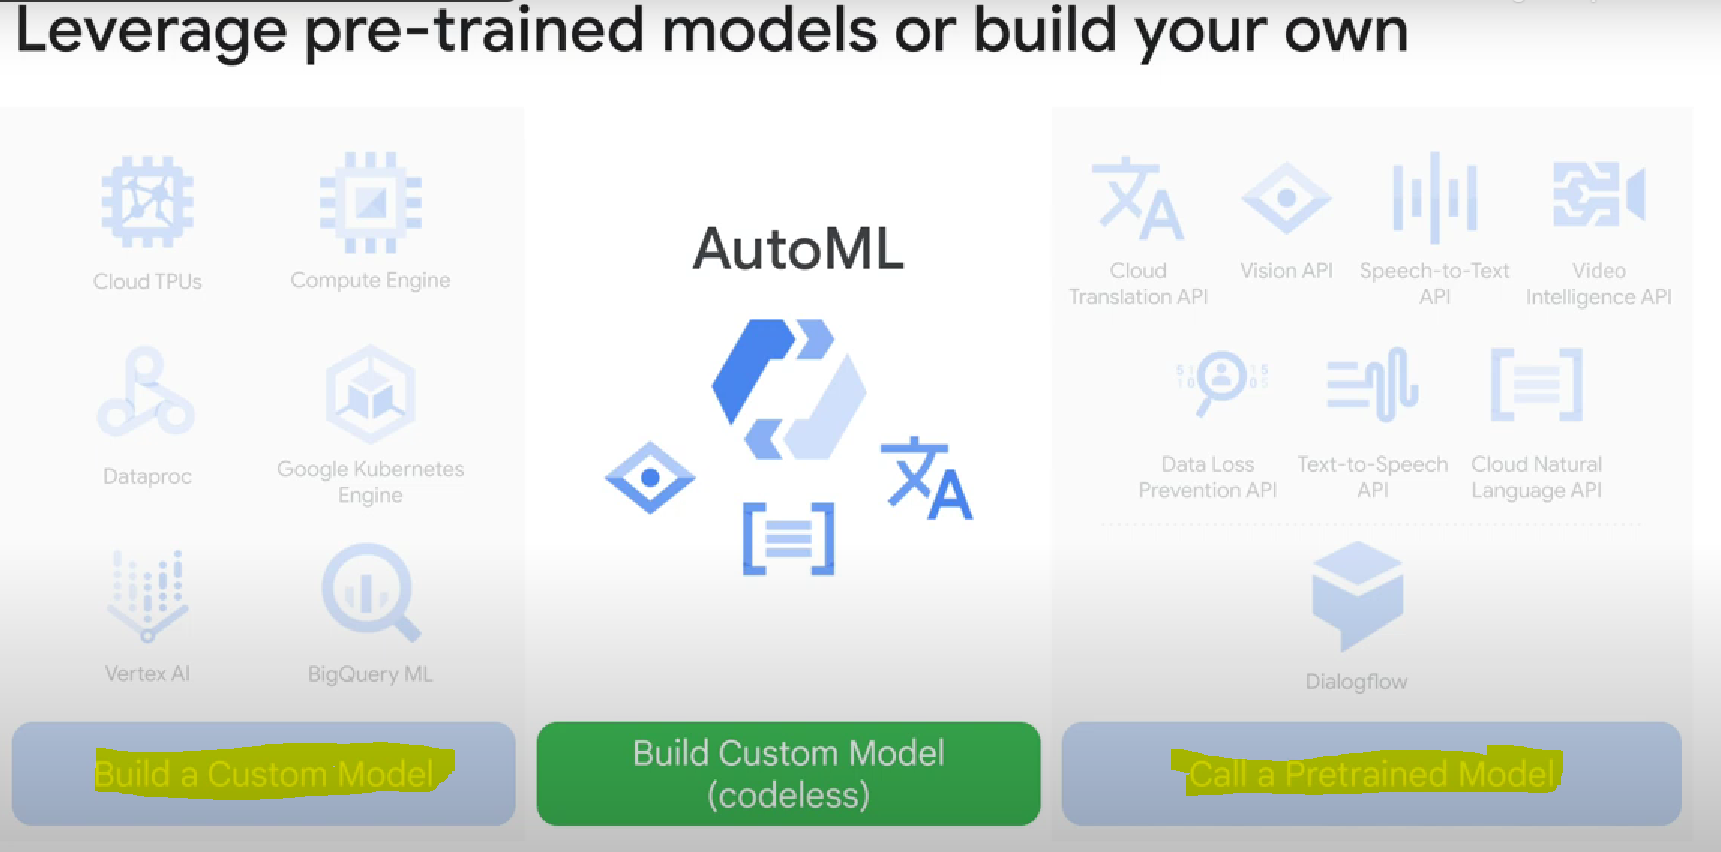 Leverage pre-trained models or build your own
Cloud TPUs
Compute Engine
Dataproc
Google Kubernetes
Engine
Vertex AI
BigQuery ML
Build a Custom Model
AutoML
Build Custom Model
(codeless)
Cloud
Translation API
Vision API
Speech-to-Text
API
Video
Intelligence API
Data Loss
Prevention API
Text-to-Speech
API
Cloud Natural
Language API
Dialogflow
Call a Pretrained Model